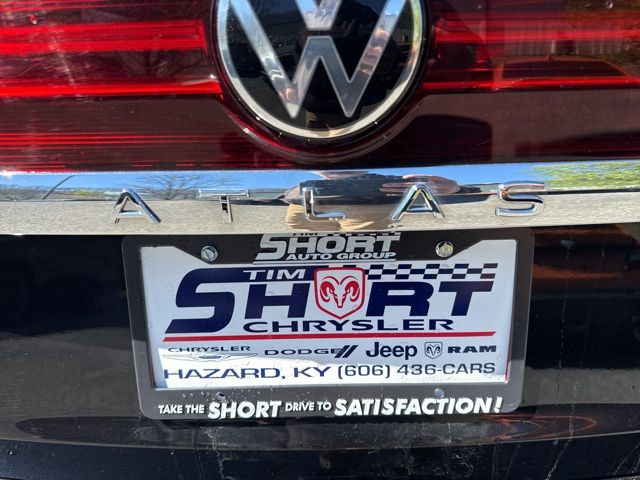 ATLAS
TIM
SHORT
AUTO GROUP
TIM
SHORT
CHRYSLER
CHRYSLER DODGE Jeep RAM
HAZARD, KY (606) 436-CARS
TAKE THE SHORT DRIVE TO SATISFACTION!